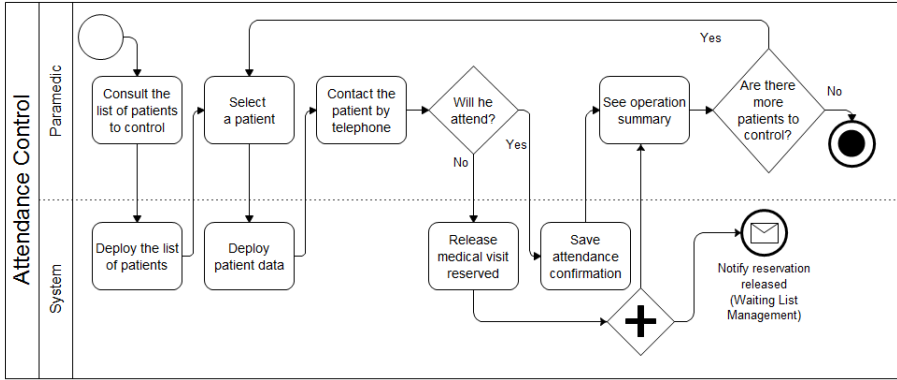 Attendance Control
Paramedic
System
Consult the
list of patients
to control
Select
a patient
Contact the
patient by
telephone
Will he
attend?
No
Yes
See operation
summary
Yes
Are there
more
patients to
control?
No
Deploy the list
of patients
Deploy
patient data
Release
medical visit
reserved
Save
attendance
confirmation
Notify reservation
released
(Waiting List
Management)